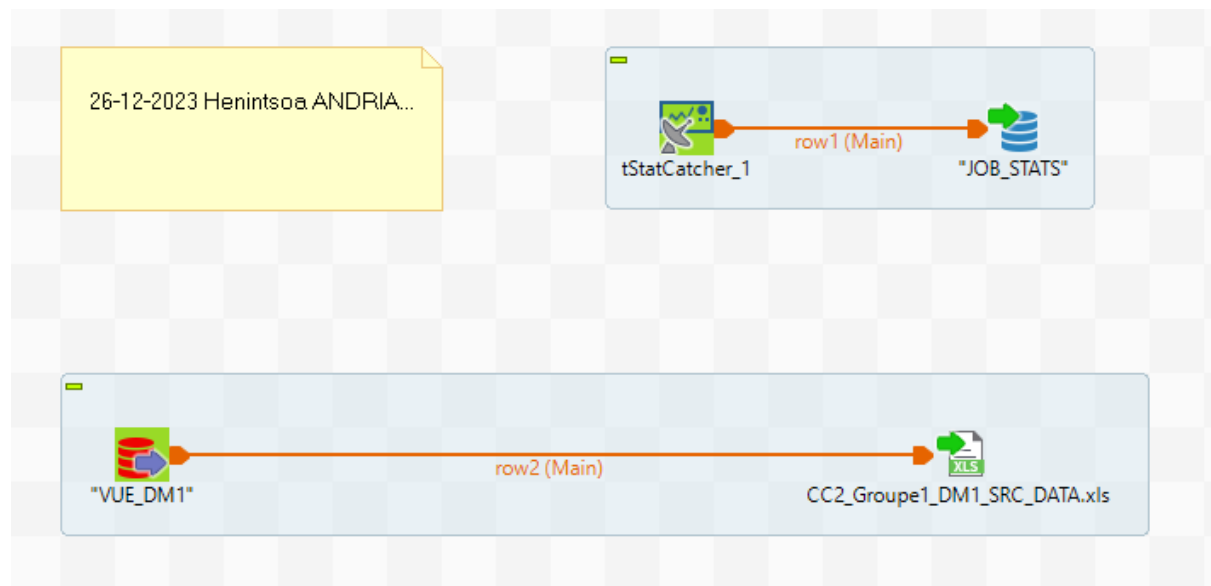 26-12-2023 Henintsoa ANDRIA...
row1 (Main)
tStatCatcher_1
"JOB_STATS"
row2 (Main)
XLS
"VUE_DM1"
CC2_Groupe1_DM1_SRC_DATA.xls